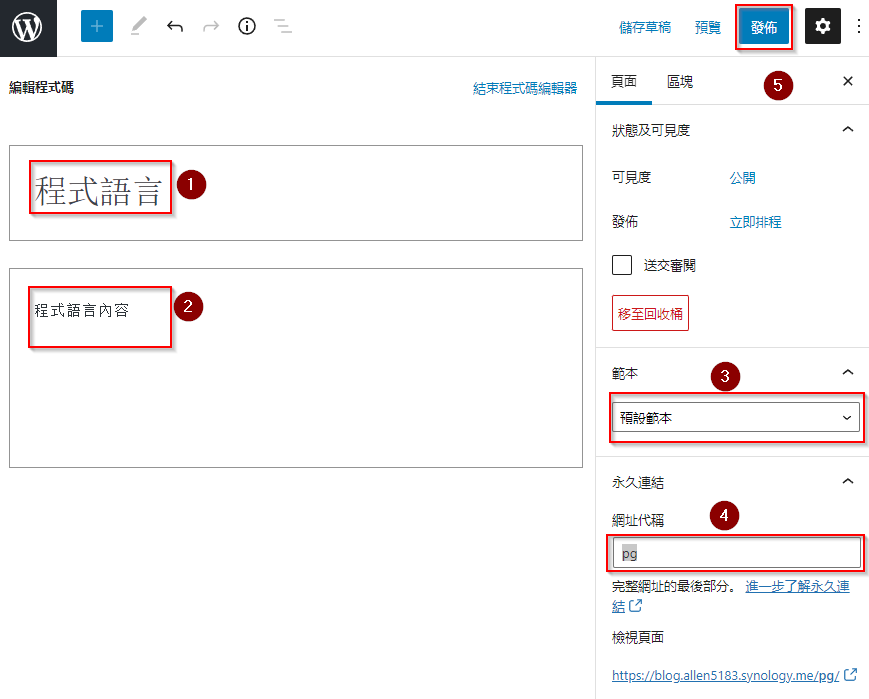 儲存草稿 預覽 發佈
編輯程式碼 結束程式碼編輯器
頁面 區塊 5
狀態及可見度
程式語言 1
可見度 公開
發佈 立即排程
送交審閱
程式語言內容 2
移至回收桶
範本 3
預設範本
永久連結
網址代稱 4
pg
完整網址的最後部分。 進一步了解永久連
結
檢視頁面
https://blog.allen5183.synology.me/pg/